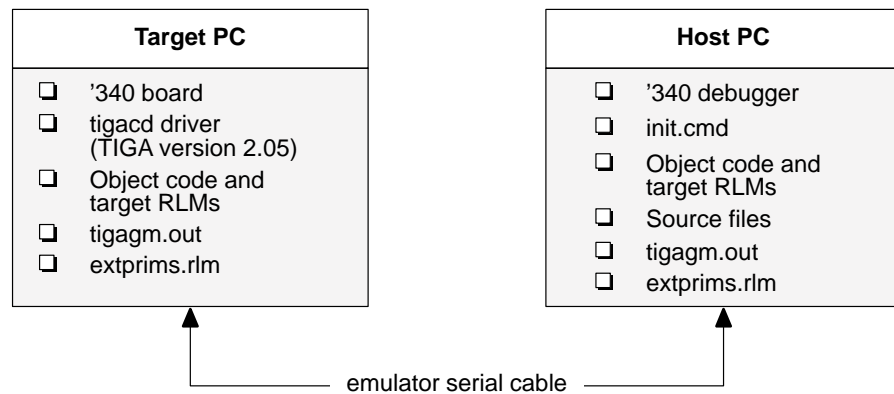 Target PC
❏ ’340 board
❏ tigacd driver
(TIGA version 2.05)
❏ Object code and
target RLMs
❏ tigagm.out
❏ extprims.rlm
Host PC
❏ ’340 debugger
❏ init.cmd
❏ Object code and
target RLMs
❏ Source files
❏ tigagm.out
❏ extprims.rlm
emulator serial cable